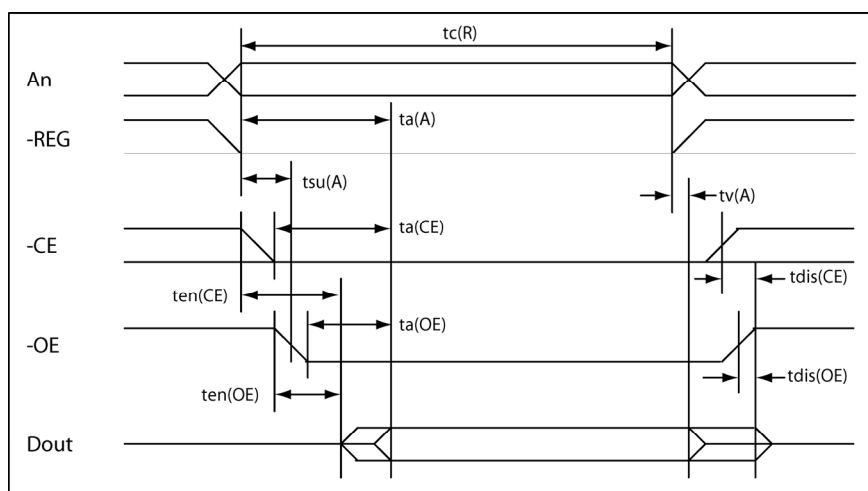 tc(R)
An
ta(A)
-REG
tsu(A)
tv(A)
ta(CE)
-CE
tdis(CE)
ten(CE)
ta(OE)
-OE
tdis(OE)
ten(OE)
Dout